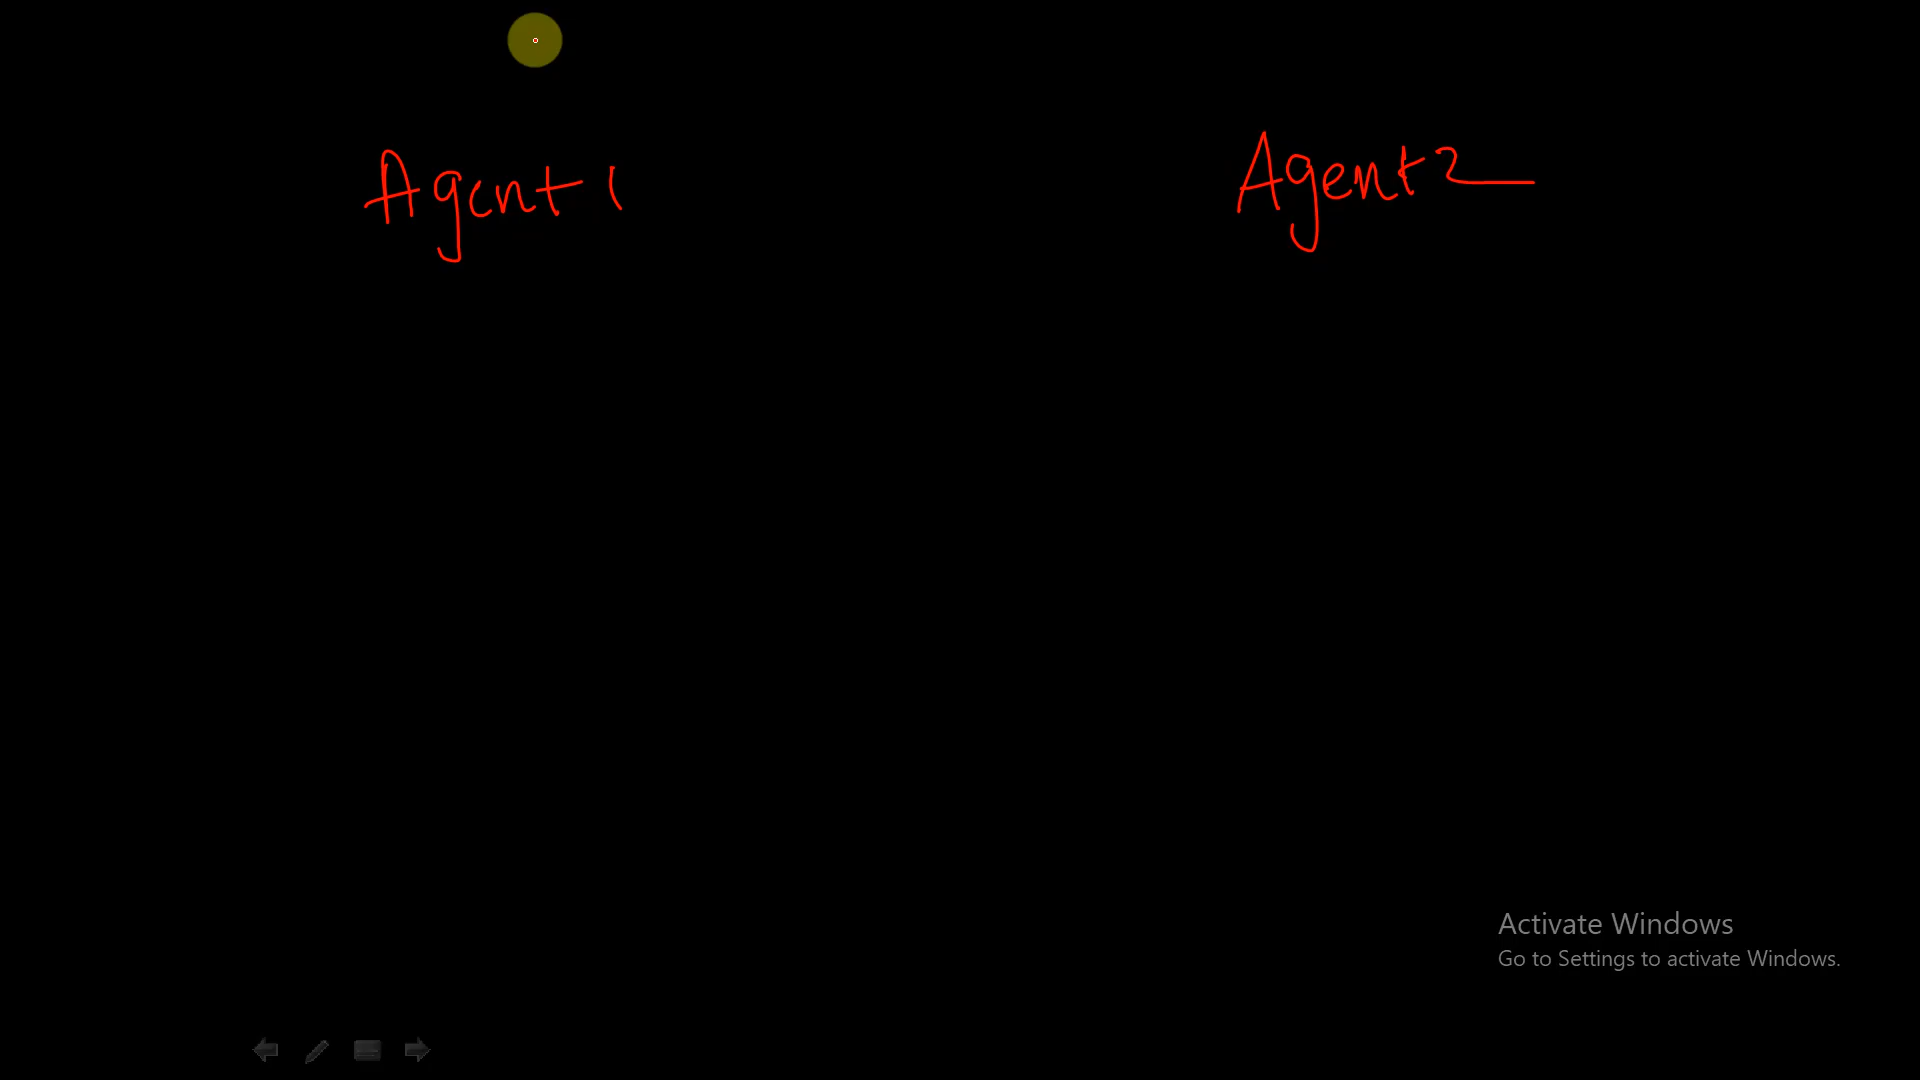 Agent 1
Agent 2
Activate Windows
Go to Settings to activate Windows.